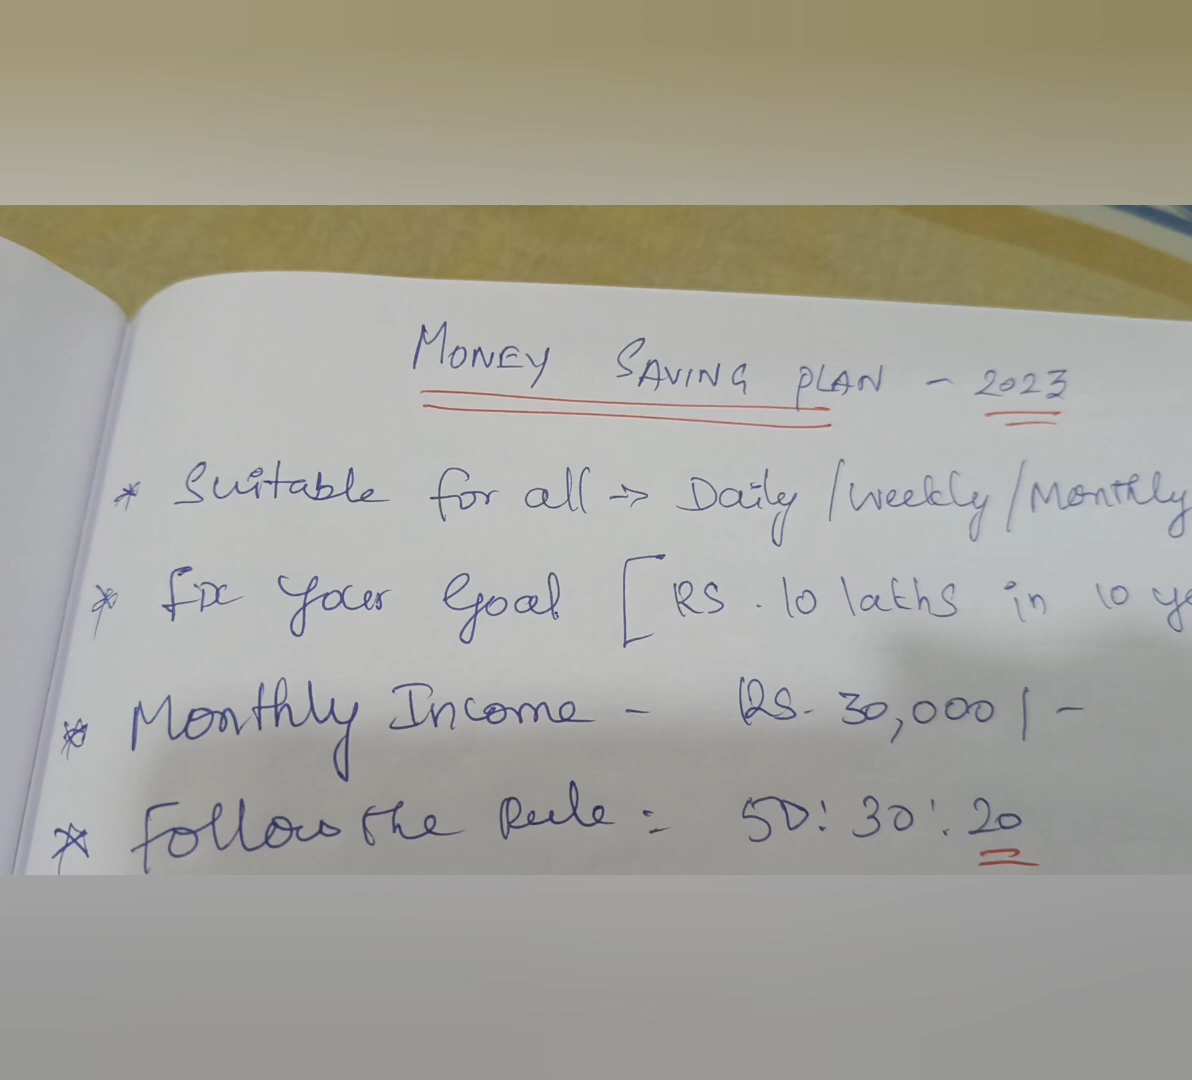 MONEY SAVING PLAN - 2023
* Suitable for all -> Daily /weekly /Monthly
* fix your Goal [RS. 10 lakhs in 10 ye
* Monthly Income - RS. 30,000/-
* Follow the Rule : 50:30:20